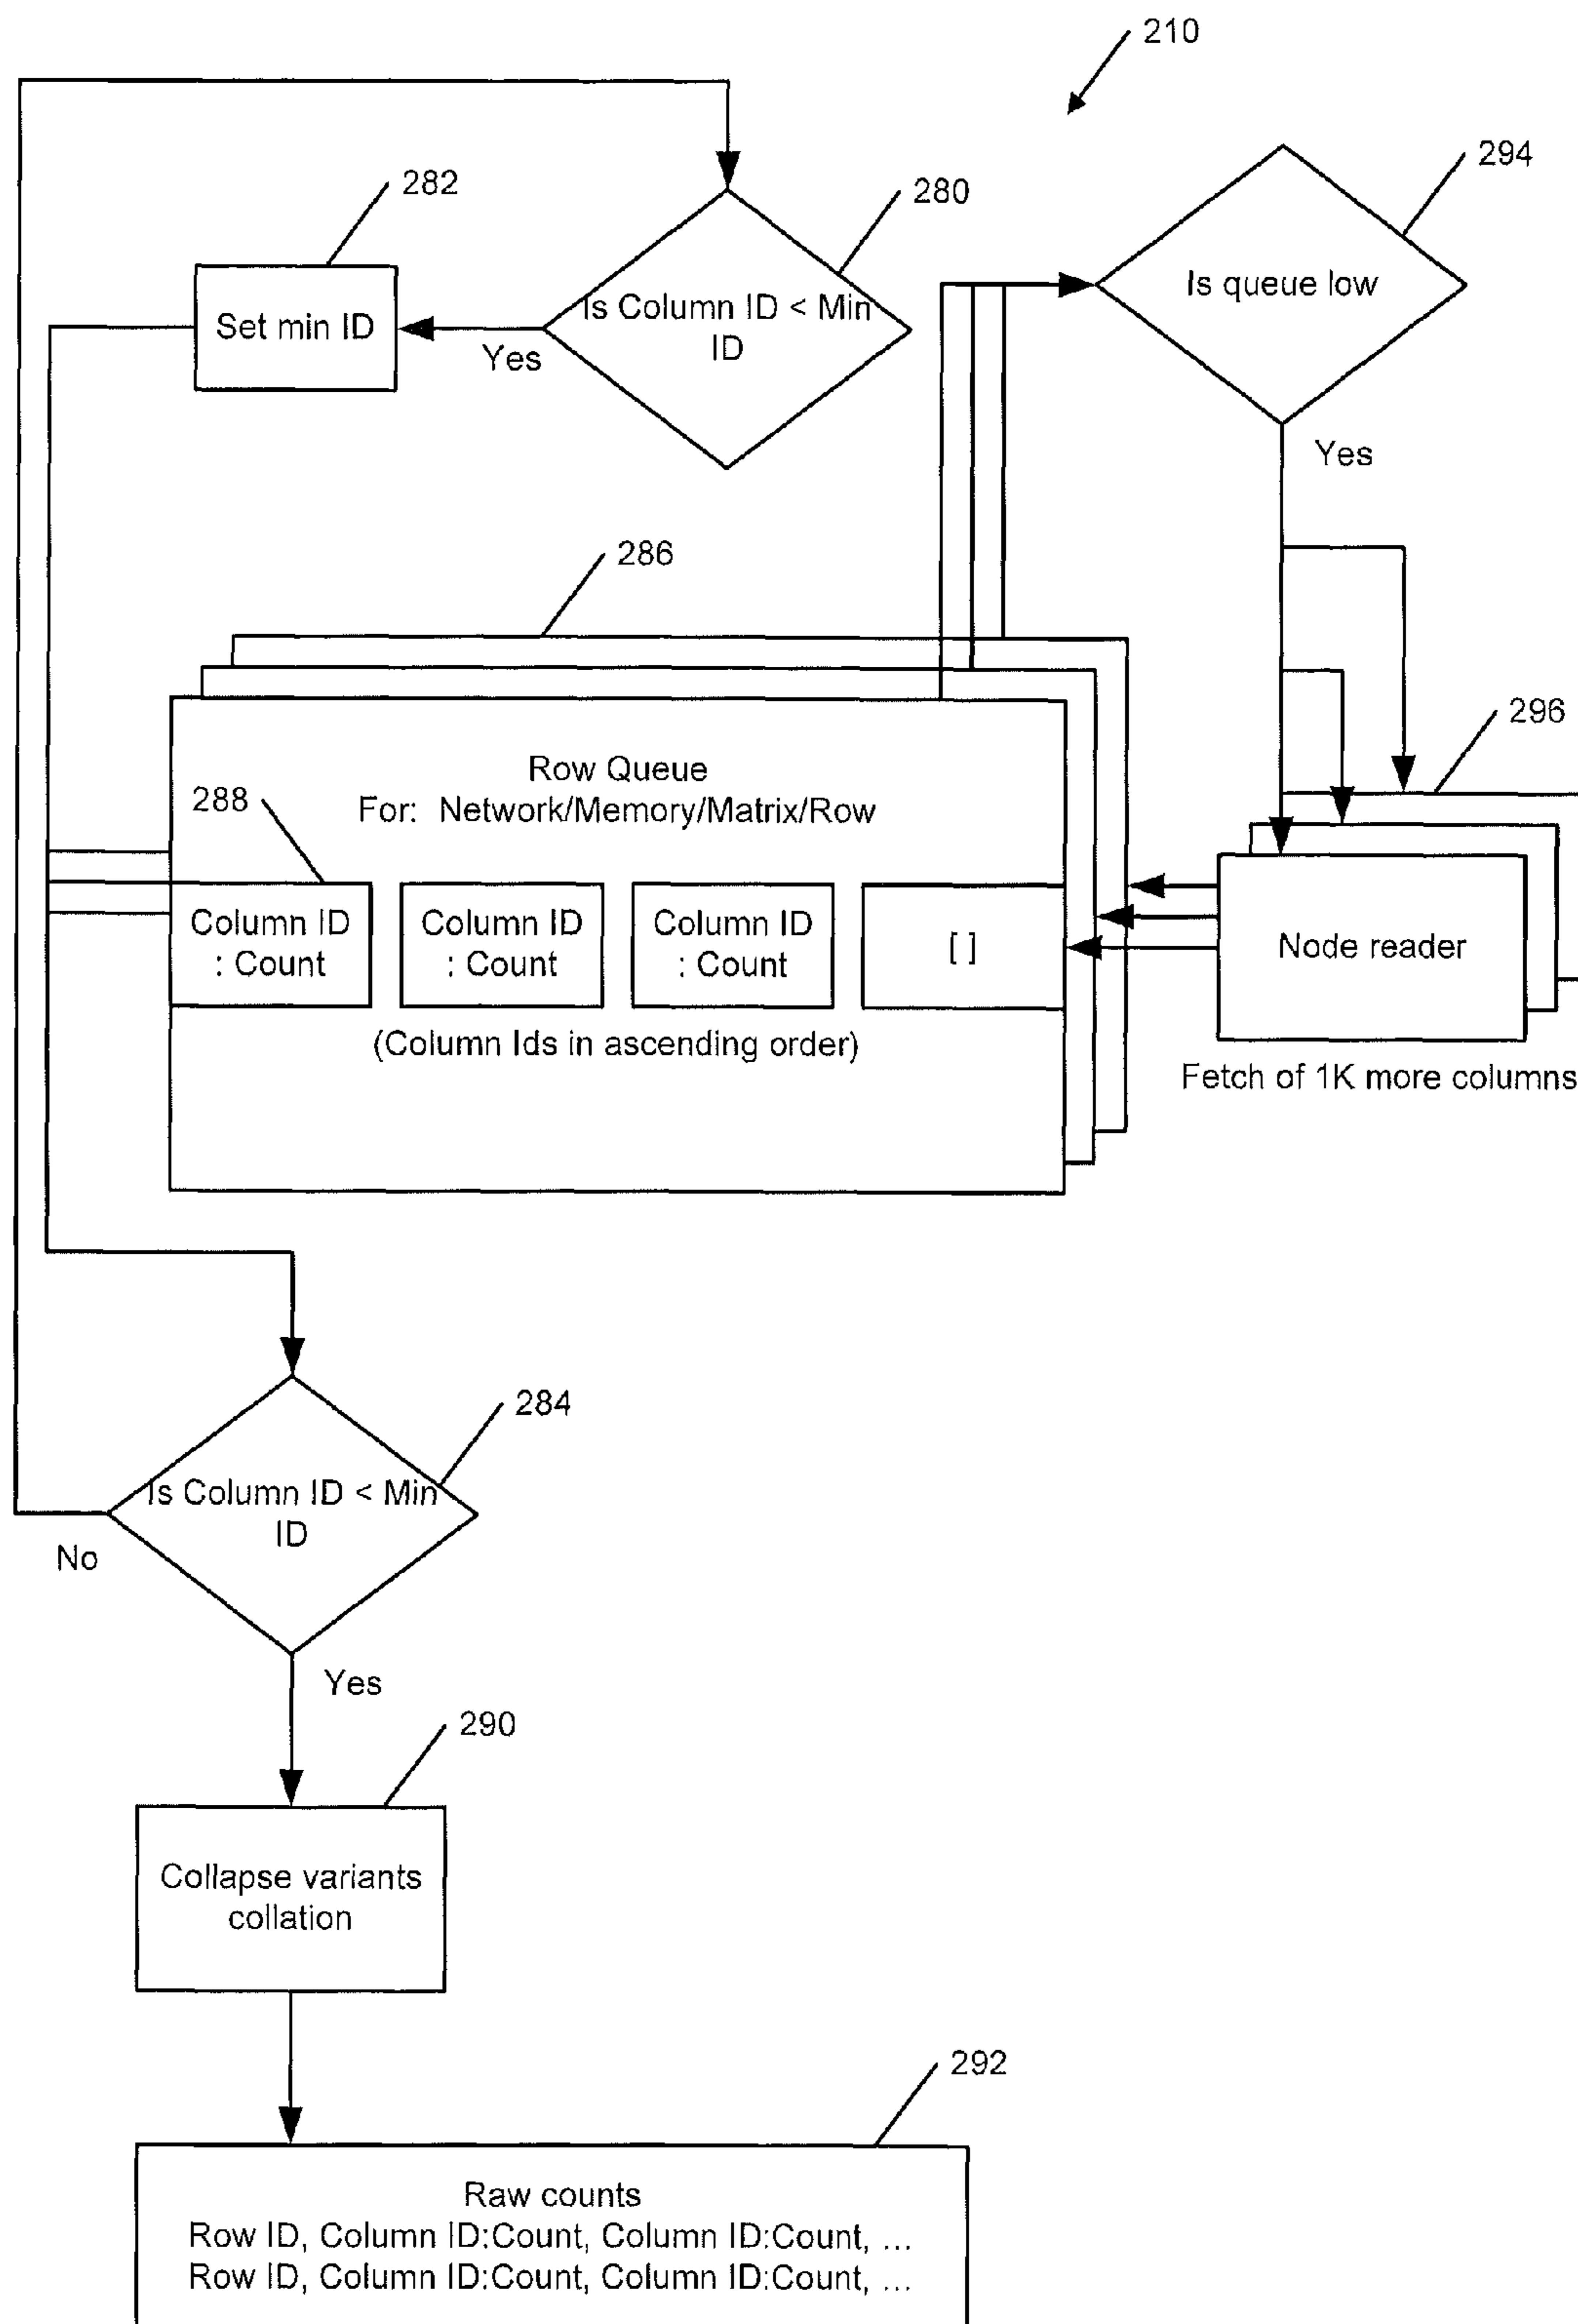 210
294
282
280
Is queue low
Is Column ID < Min
ID
Set min ID
Yes
Yes
286
296
Row Queue
For: Network/Memory/Matrix/Row
288
Column ID
: Count
Column ID
: Count
Column ID
: Count
[ ]
Node reader
(Column Ids in ascending order)
Fetch of 1K more columns
284
Is Column ID < Min
ID
No
Yes
290
Collapse variants
collation
292
Raw counts
Row ID, Column ID:Count, Column ID:Count, ...
Row ID, Column ID:Count, Column ID:Count, ...